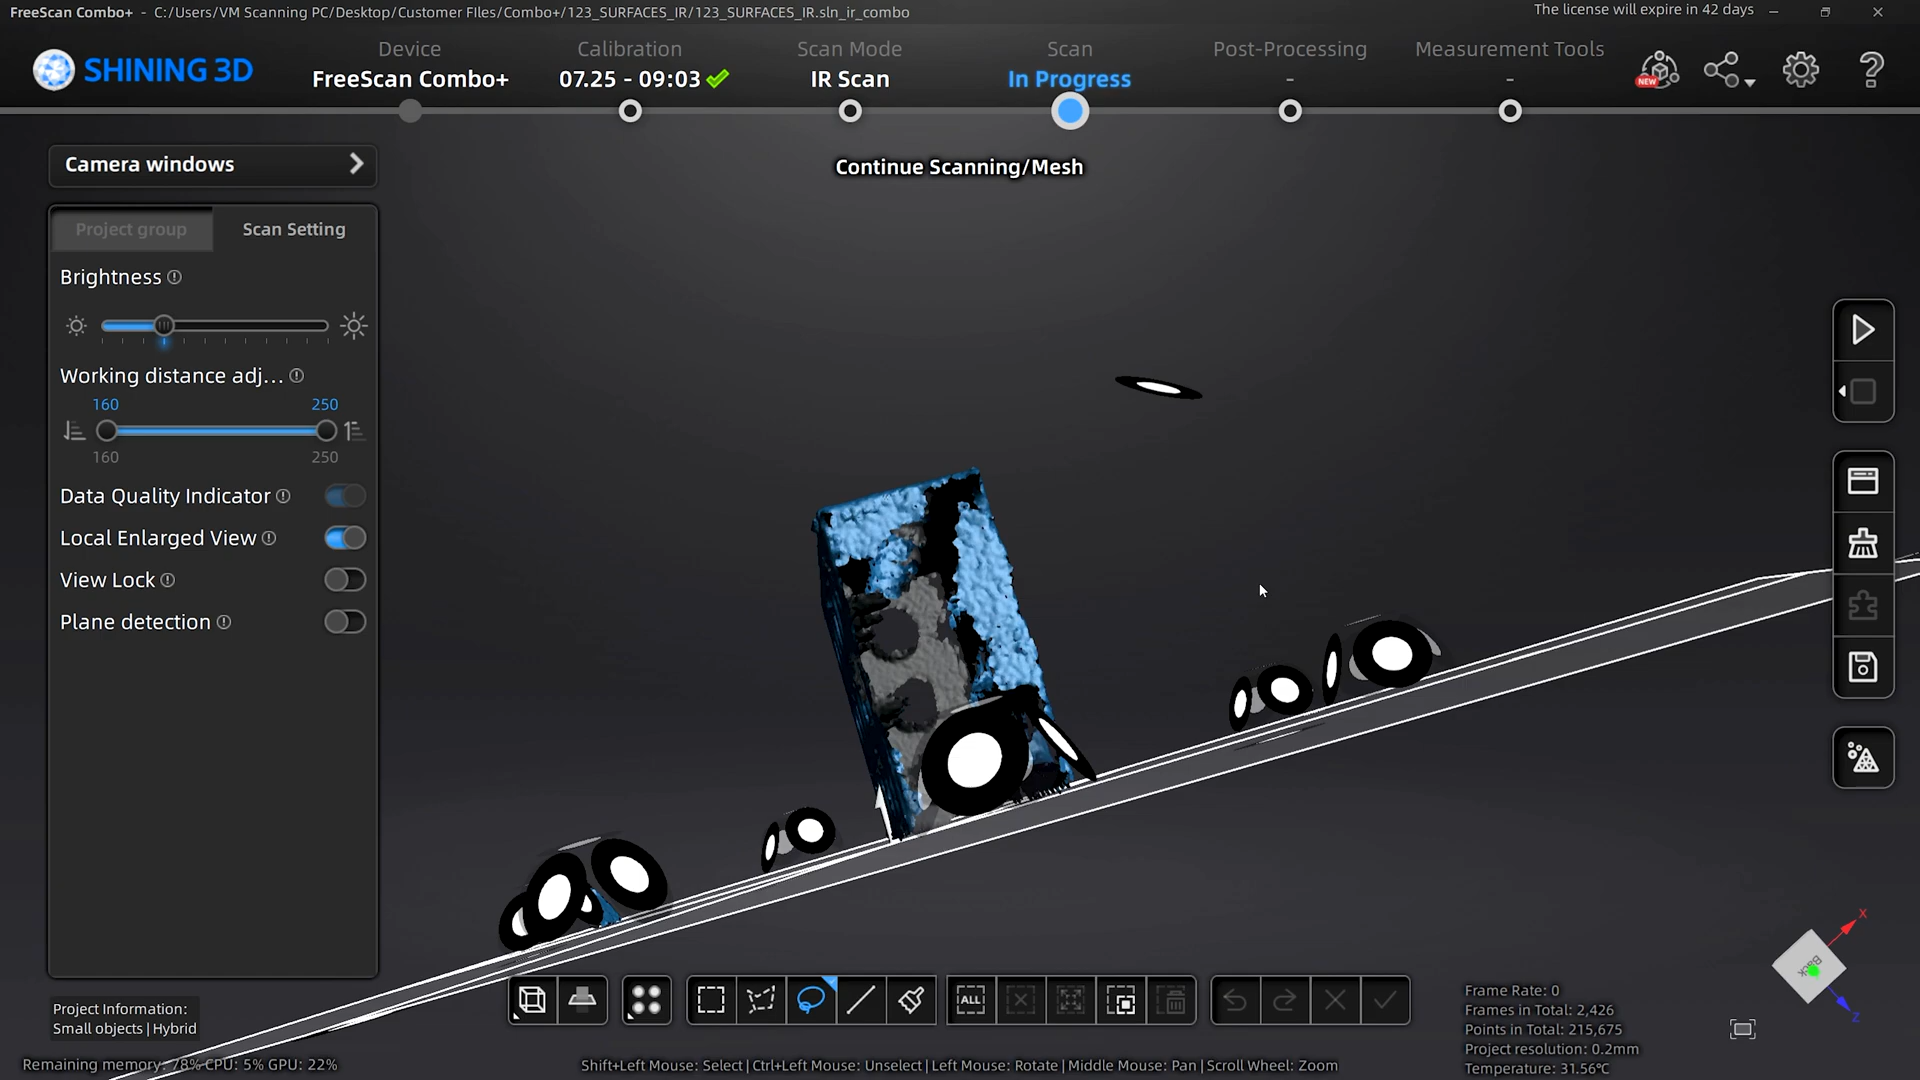 FreeScan Combo+ - C:/Users/VM Scanning PC/Desktop/Customer FIles/Combo+/123_SURFACES_IR/123_SURFACES_IR.sln_ir_combo
The license will expire in 42 days
SHINING 3D
Device
FreeScan Combo+
Calibration
07.25 - 09:03
Scan Mode
IR Scan
Scan
In Progress
Post-Processing
-
Measurement Tools
-
NEW
Continue Scanning/Mesh
Camera windows
Project group
Scan Setting
Brightness
Working distance adj...
160
250
160
250
Data Quality Indicator
Local Enlarged View
View Lock
Plane detection
ALL
Back
X
Z
Project Information:
Small objects|Hybrid
Frame Rate: 0
Frames in Total: 2,426
Points in Total: 215,675
Project resolution: 0.2mm
Temperature: 31.56℃
Remaining memory: 78% CPU: 5% GPU: 22%
Shift+Left Mouse: Select|Ctrl+Left Mouse: Unselect|Left Mouse: Rotate|Middle Mouse: Pan|Scroll Wheel: Zoom